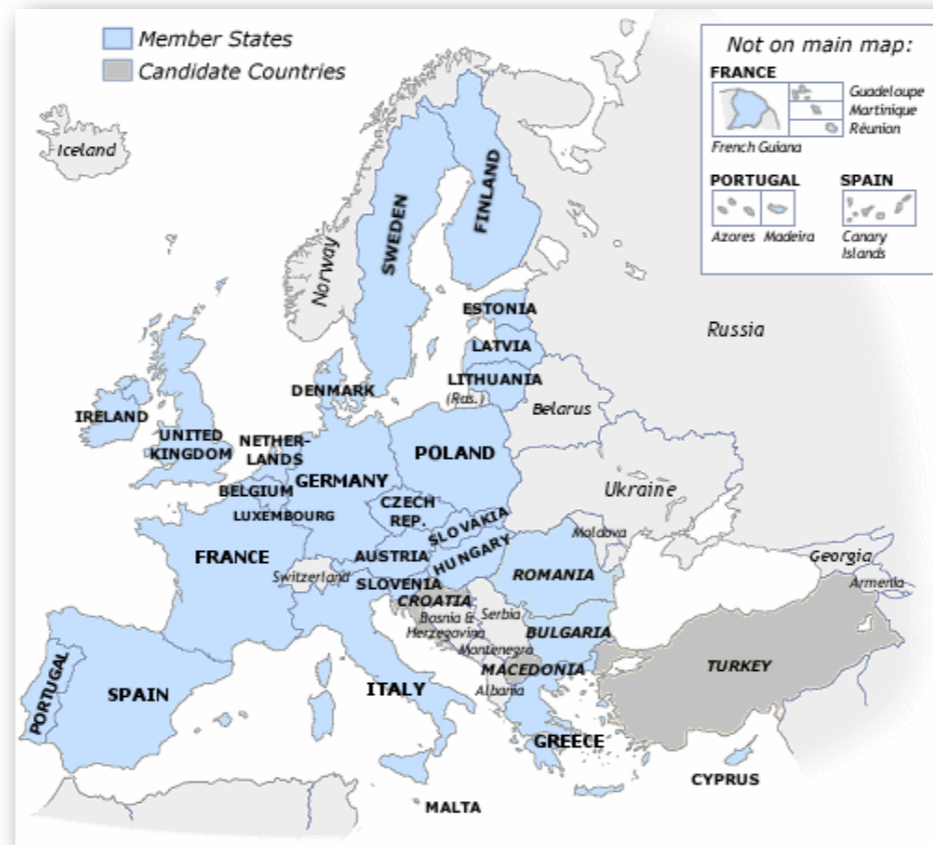 Member States
Candidate Countries
Not on main map:
FRANCE
Guadeloupe
Martinique
Réunion
French Guiana
PORTUGAL
SPAIN
Azores
Madeira
Canary
Islands
Iceland
Norway
SWEDEN
FINLAND
Russia
ESTONIA
LATVIA
LITHUANIA
(Rus.)
DENMARK
Belarus
IRELAND
UNITED
KINGDOM
NETHER-
LANDS
POLAND
GERMANY
BELGIUM
Ukraine
LUXEMBOURG
CZECH
REP.
SLOVAKIA
Moldova
FRANCE
AUSTRIA
HUNGARY
Georgia
Switzerland
SLOVENIA
ROMANIA
Armenia
CROATIA
Bosnia &
Herzegovina
Serbia
BULGARIA
Montenegro
MACEDONIA
TURKEY
PORTUGAL
SPAIN
ITALY
Albania
GREECE
CYPRUS
MALTA